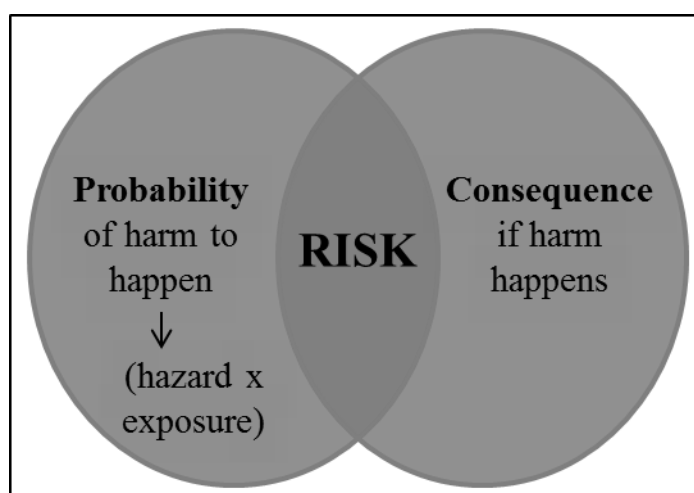 Probability
of harm to
happen
↓
(hazard x
exposure)
RISK
Consequence
if harm
happens